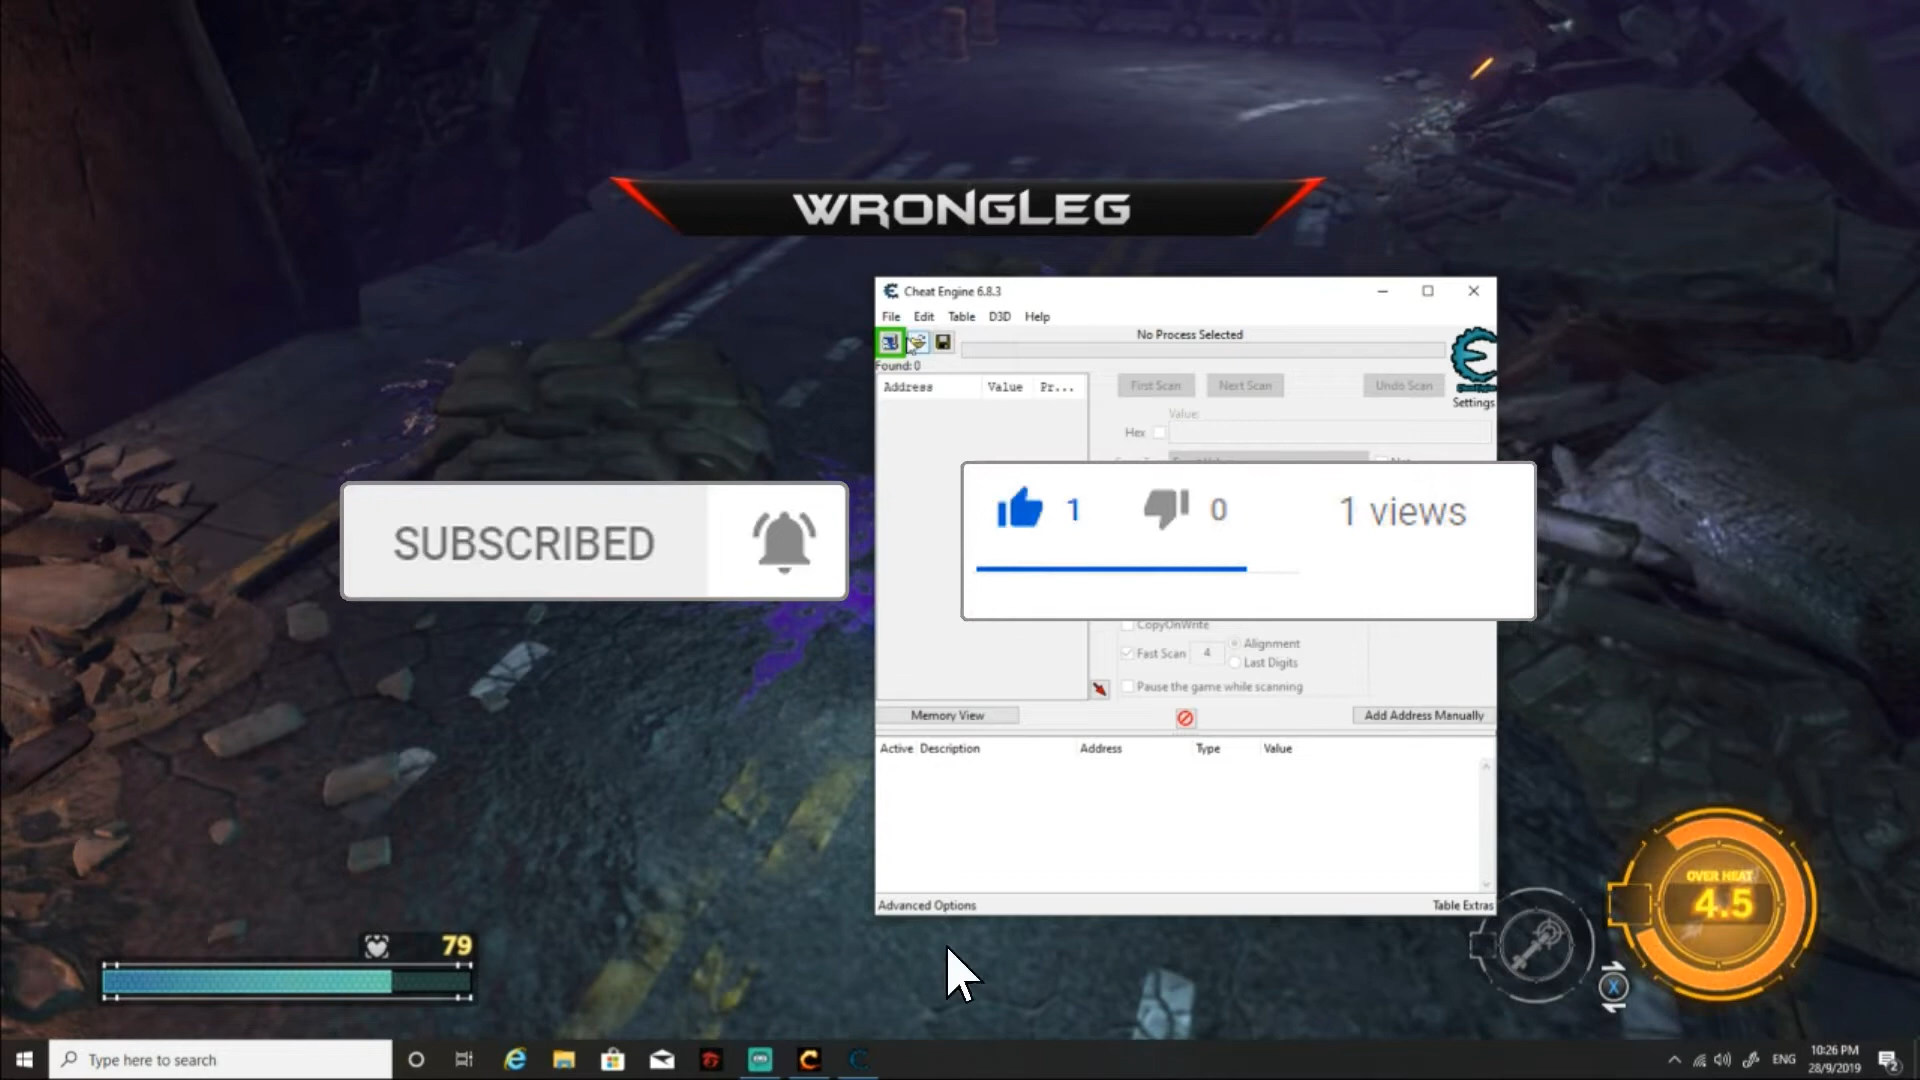 WRONGLEG
Cheat Engine 6.8.3
File Edit Table D3D Help
No Process Selected
Found: 0
Address Value Pr...
First Scan Next Scan Undo Scan
Settings
Value:
Hex
SUBSCRIBED
1 0 1 views
CopyOnWrite
Fast Scan 4 Alignment
Last Digits
Pause the game while scanning
Memory View Add Address Manually
Active Description Address Type Value
Advanced Options Table Extras
OVER HEAT
4.5
79
X
Type here to search
ENG
10:26 PM
28/9/2019
2